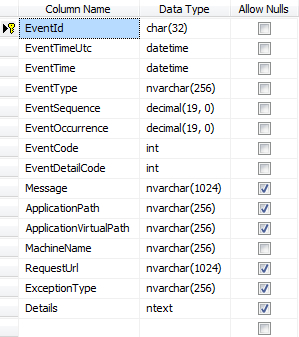 Column Name Data Type Allow Nulls
EventId char(32)
EventTimeUtc datetime
EventTime datetime
EventType nvarchar(256)
EventSequence decimal(19, 0)
EventOccurrence decimal(19, 0)
EventCode int
EventDetailCode int
Message nvarchar(1024)
ApplicationPath nvarchar(256)
ApplicationVirtualPath nvarchar(256)
MachineName nvarchar(256)
RequestUrl nvarchar(1024)
ExceptionType nvarchar(256)
Details ntext